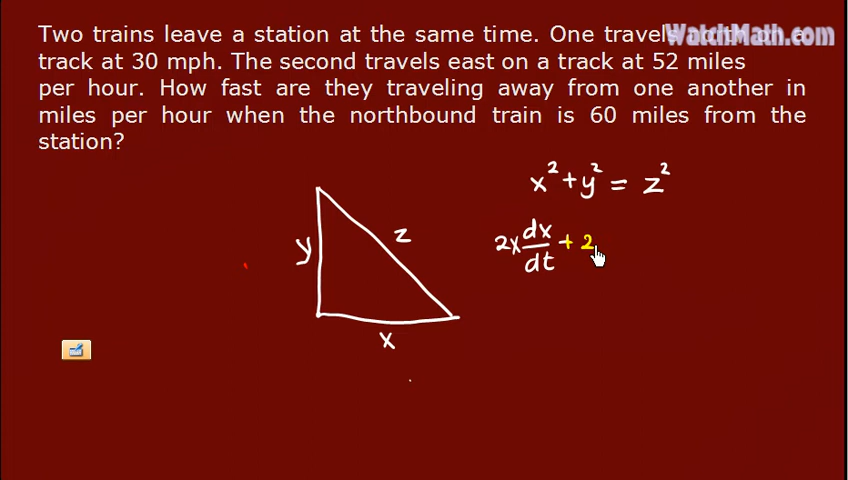 Two trains leave a station at the same time. One travels north on a
WatchMath.com
track at 30 mph. The second travels east on a track at 52 miles
per hour. How fast are they traveling away from one another in
miles per hour when the northbound train is 60 miles from the
station?
x² + y² = z²
2x dx/dt + 2
y
z
x